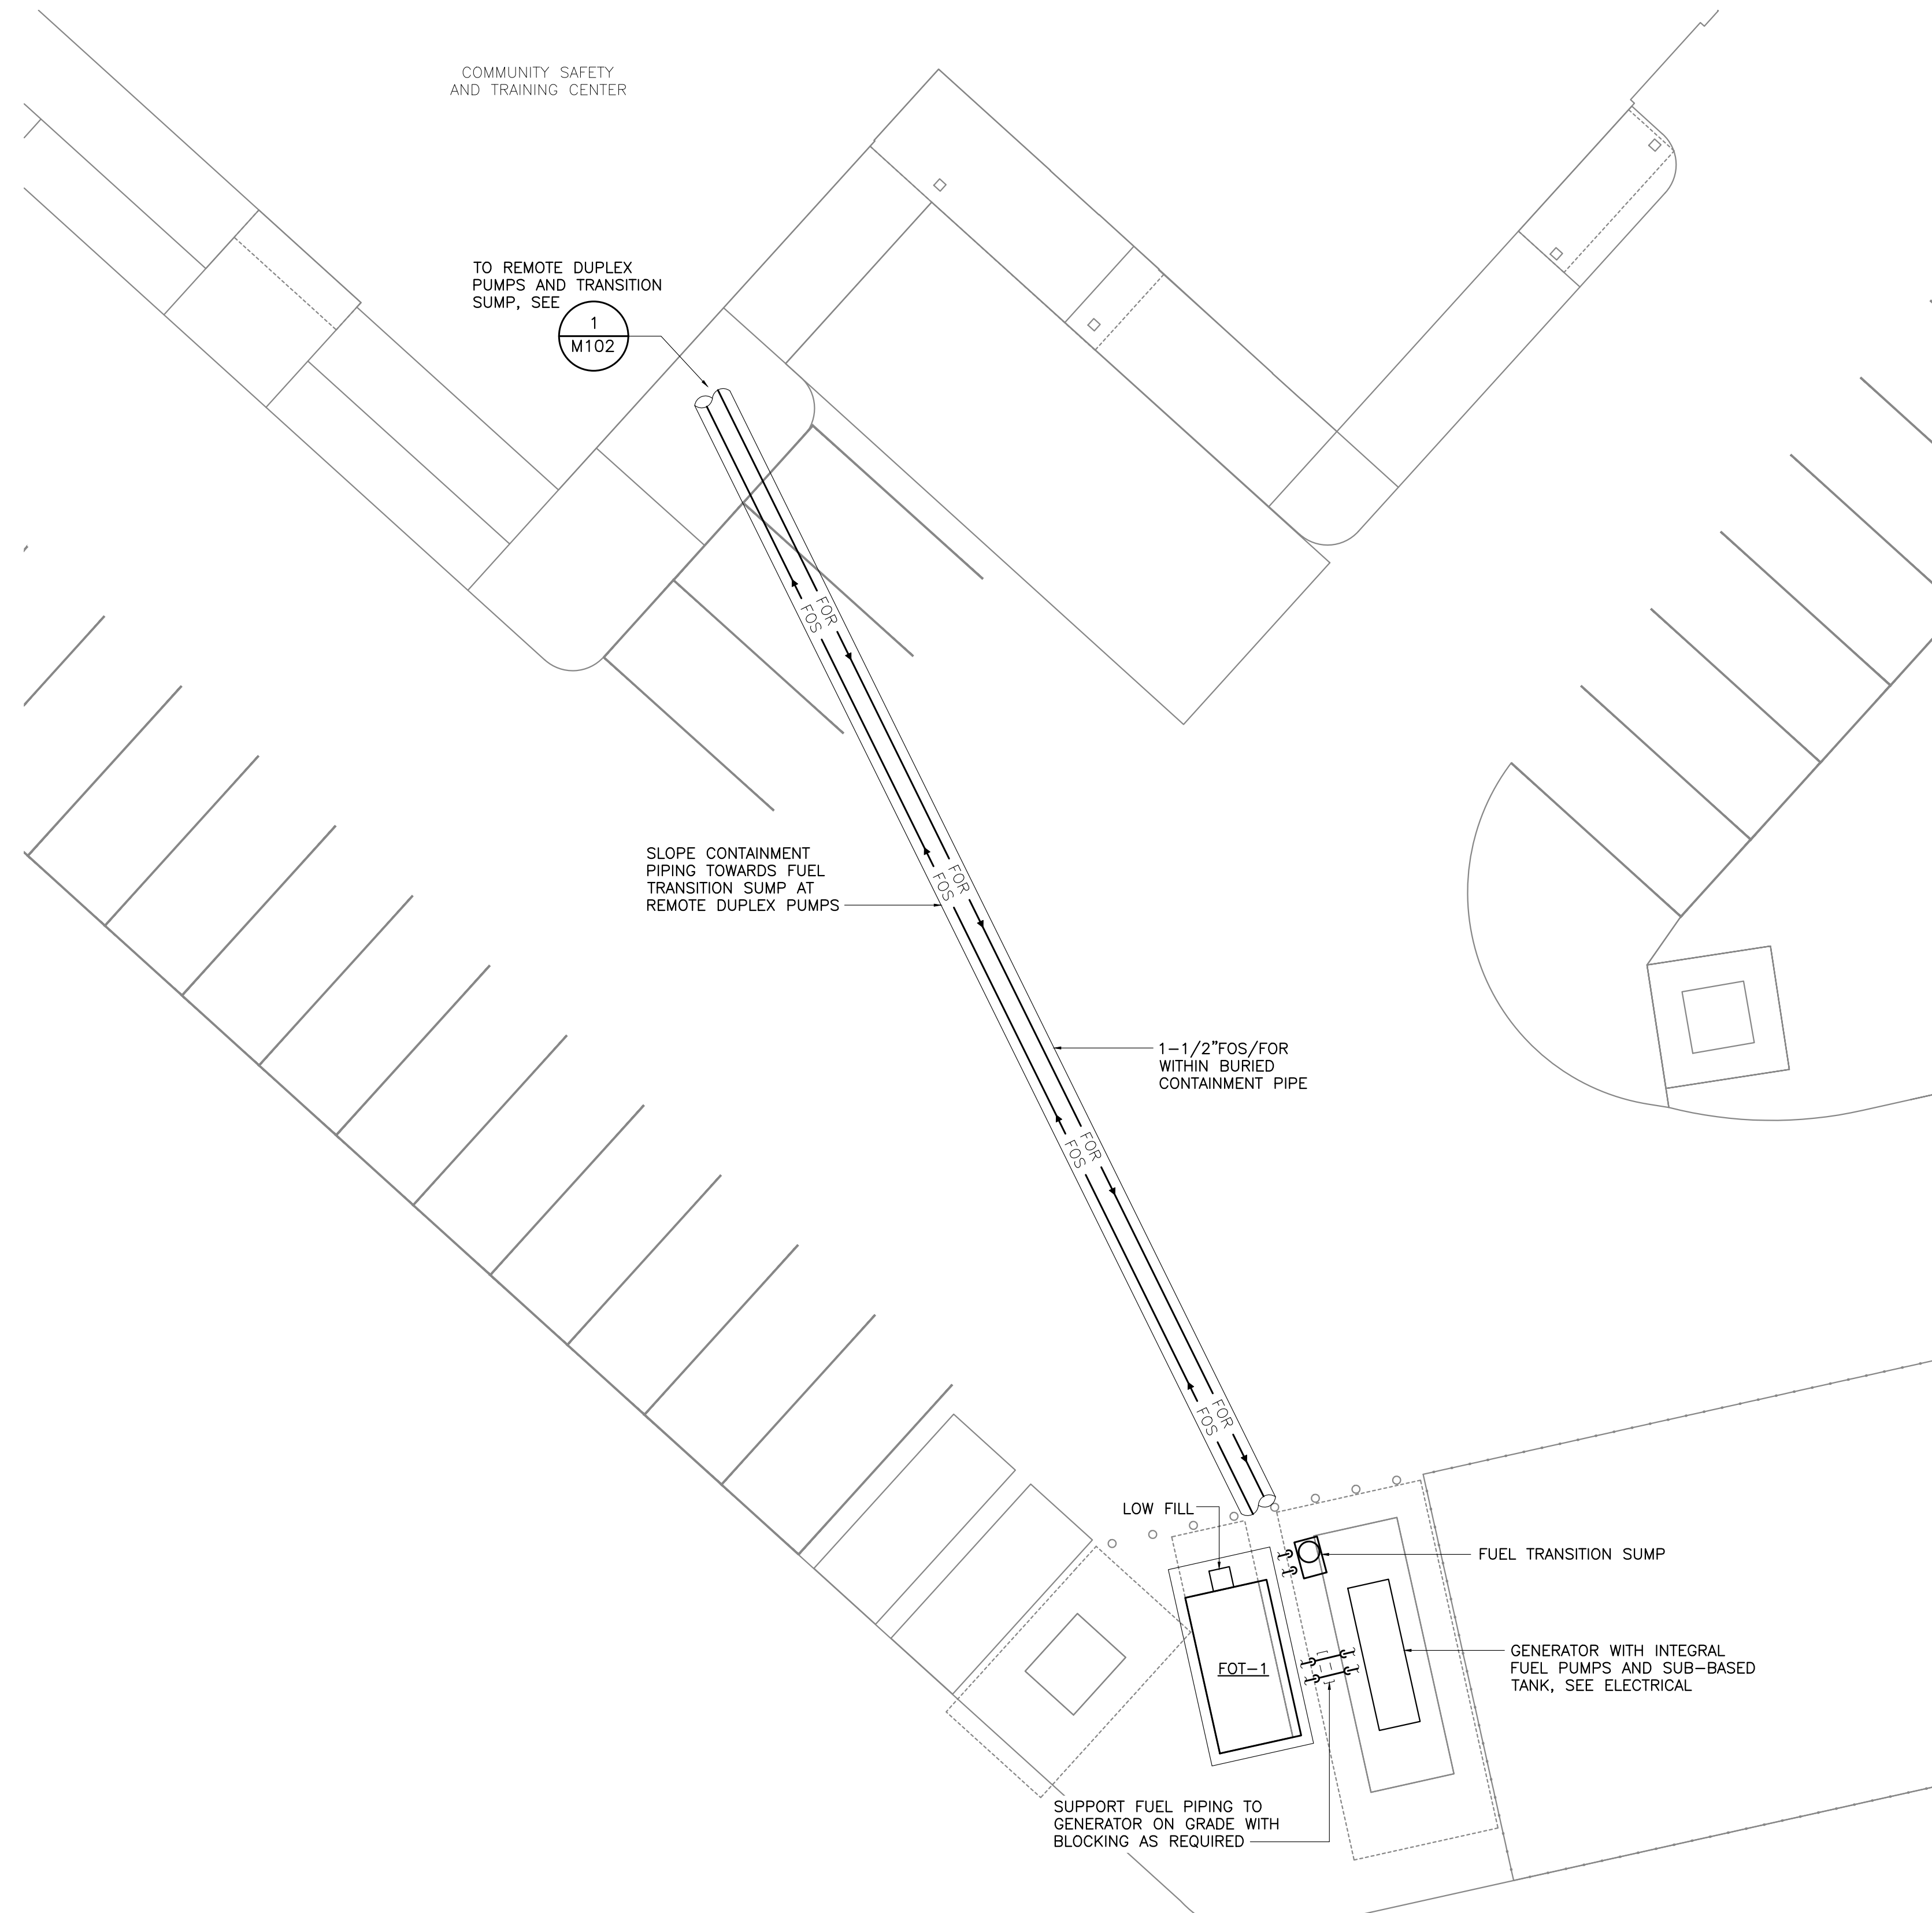 COMMUNITY SAFETY
AND TRAINING CENTER
TO REMOTE DUPLEX
PUMPS AND TRANSITION
SUMP, SEE
1
M102
FOR
FOS
SLOPE CONTAINMENT
PIPING TOWARDS FUEL
TRANSITION SUMP AT
REMOTE DUPLEX PUMPS
FOR
FOS
1-1/2"FOS/FOR
WITHIN BURIED
CONTAINMENT PIPE
FOR
FOS
FOR
FOS
LOW FILL
FUEL TRANSITION SUMP
FOT-1
GENERATOR WITH INTEGRAL
FUEL PUMPS AND SUB-BASED
TANK, SEE ELECTRICAL
SUPPORT FUEL PIPING TO
GENERATOR ON GRADE WITH
BLOCKING AS REQUIRED